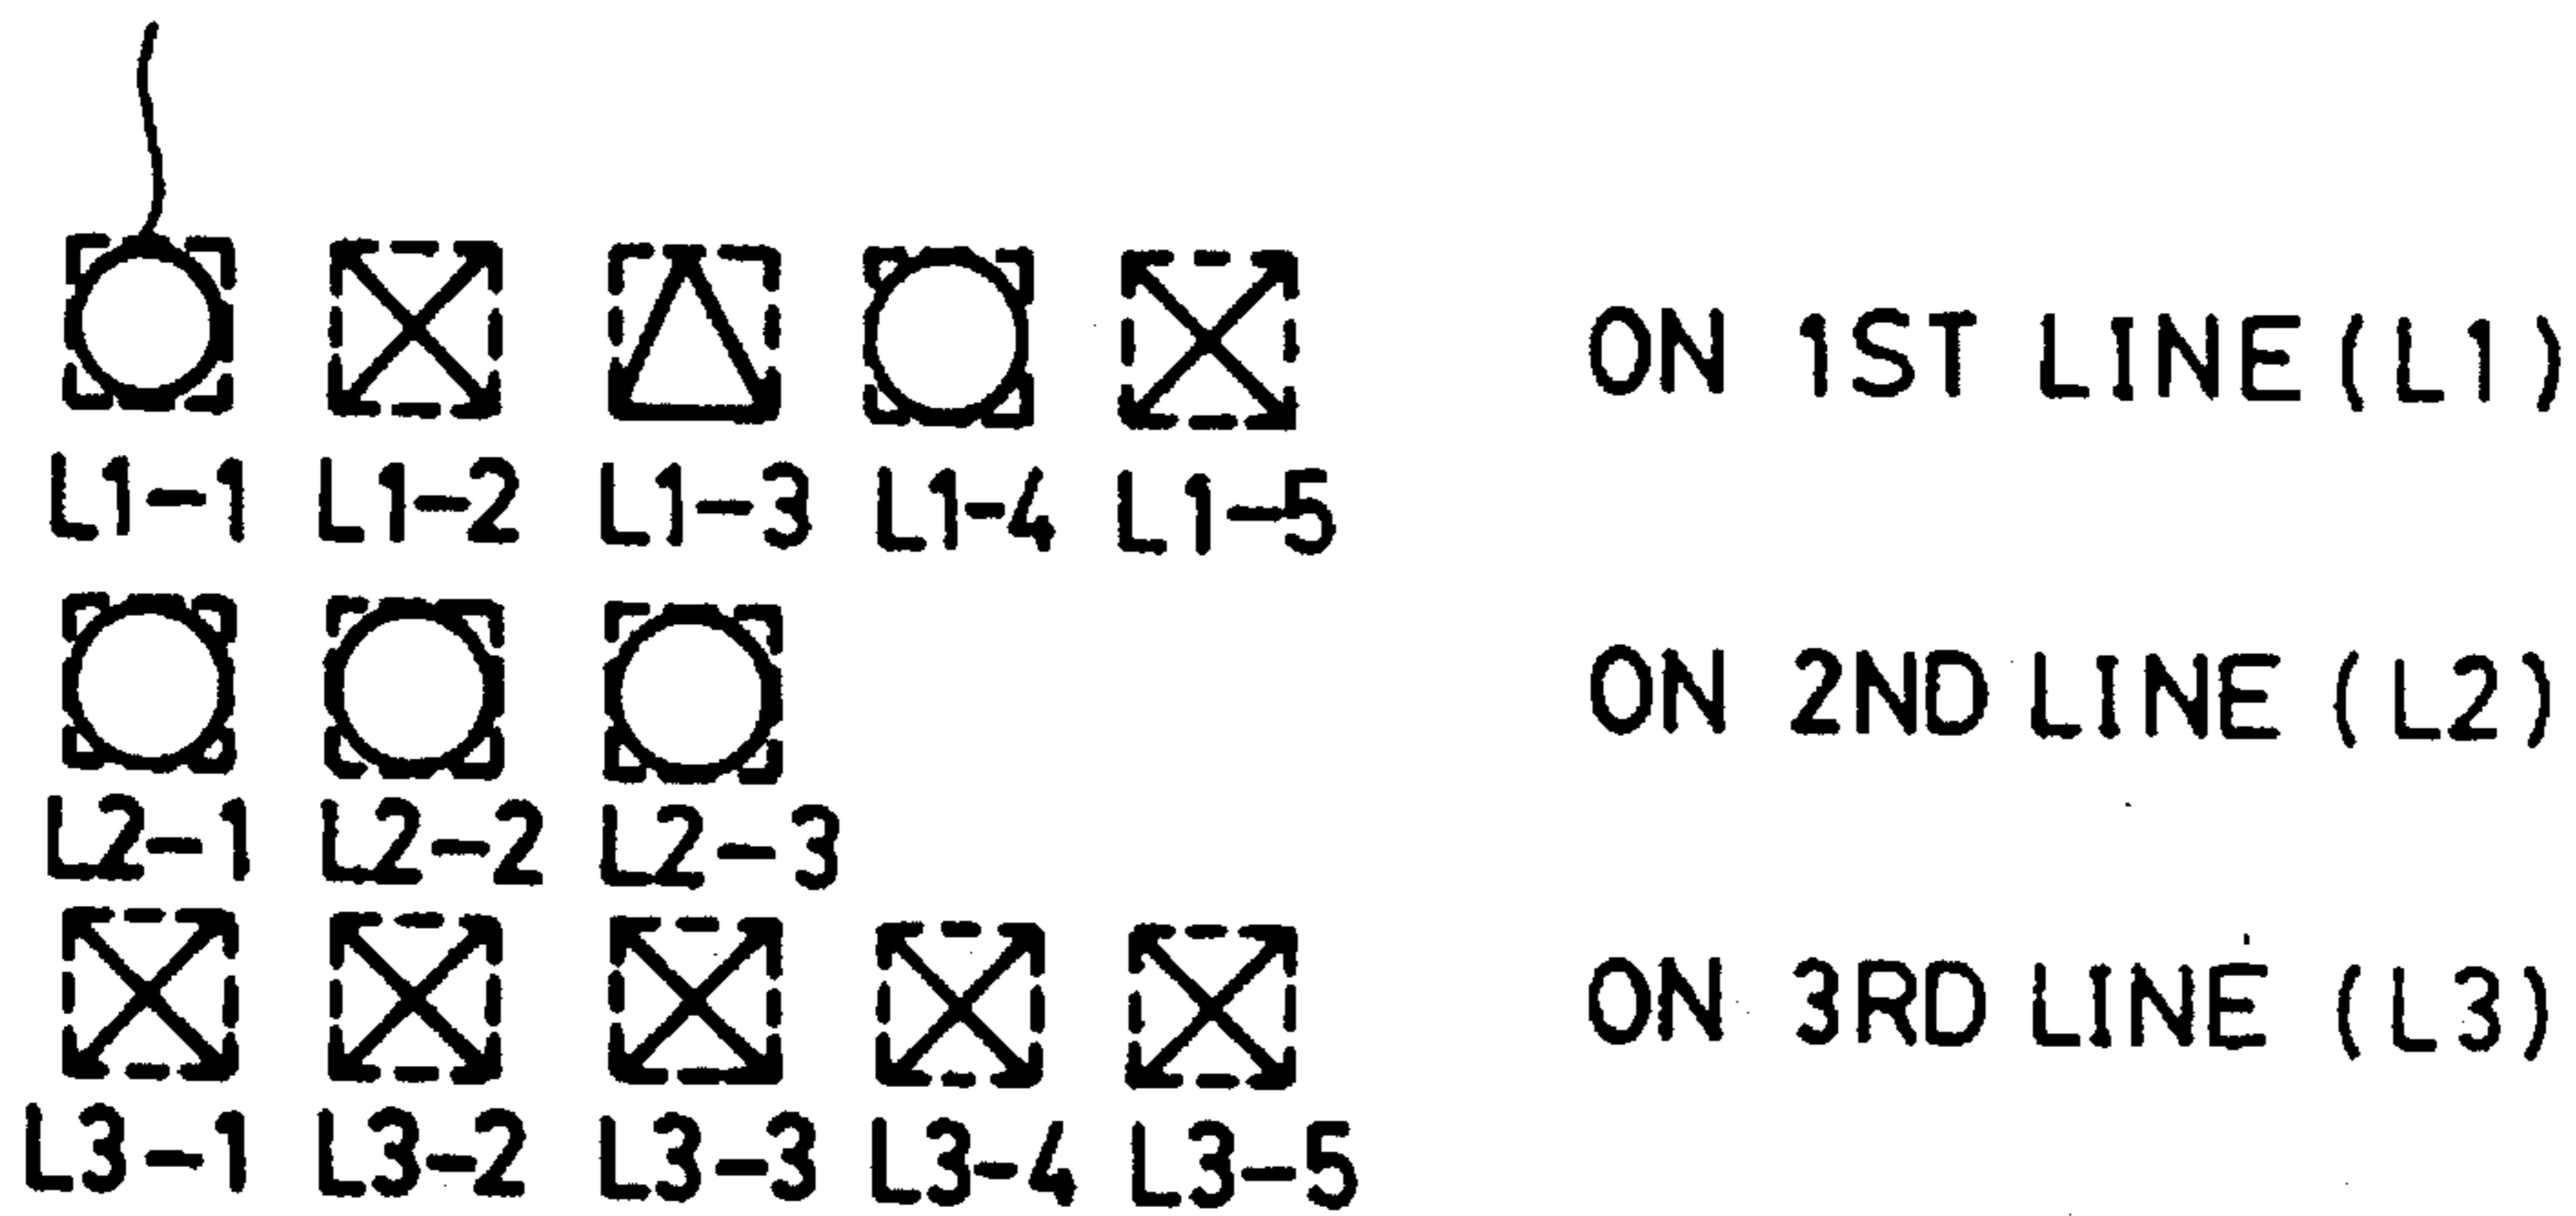 L1-1 L1-2 L1-3 L1-4 L1-5 ON 1ST LINE (L1)
L2-1 L2-2 L2-3 ON 2ND LINE (L2)
L3-1 L3-2 L3-3 L3-4 L3-5 ON 3RD LINE (L3)